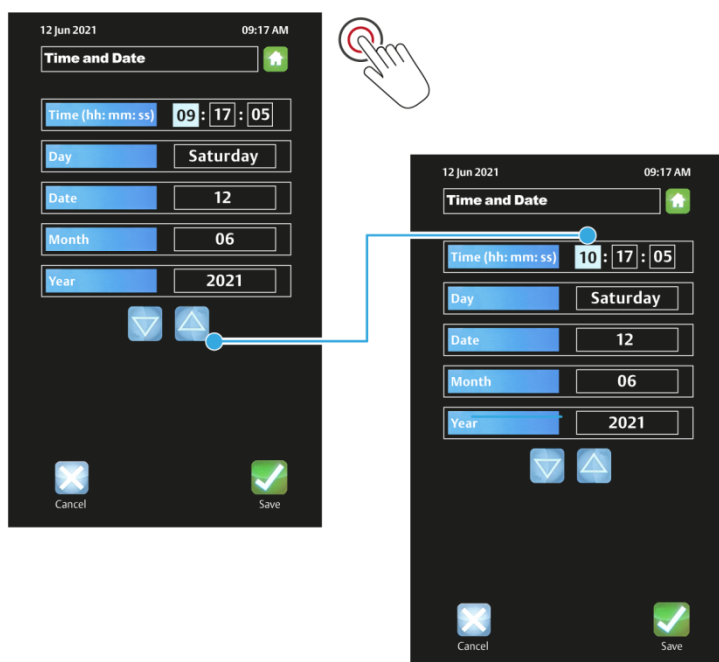 12 Jun 2021 09:17 AM
Time and Date
Time (hh: mm: ss) 09 : 17 : 05
Day Saturday
Date 12
Month 06
Year 2021
Cancel Save
12 Jun 2021 09:17 AM
Time and Date
Time (hh: mm: ss) 10 : 17 : 05
Day Saturday
Date 12
Month 06
Year 2021
Cancel Save